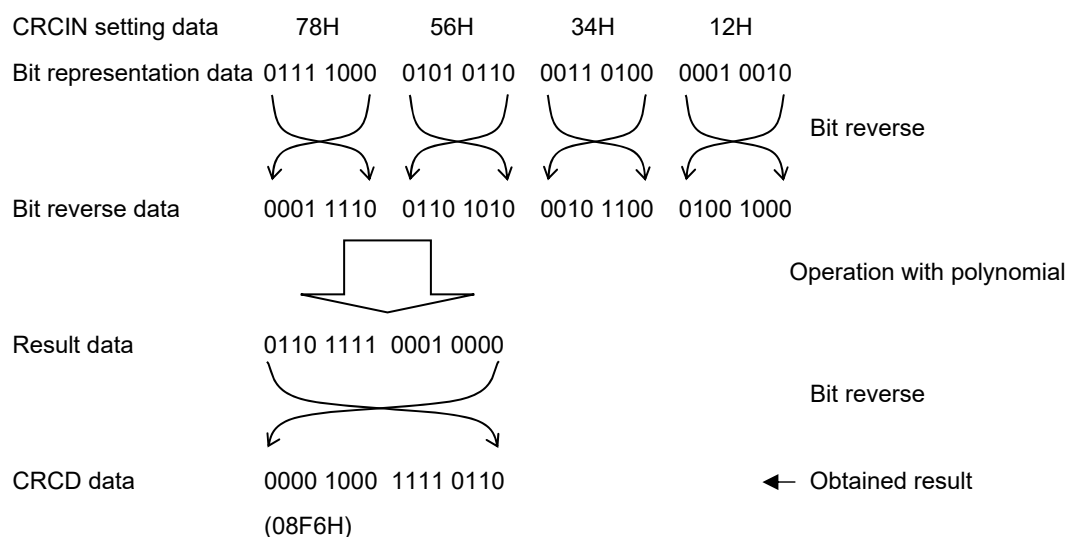 CRCIN setting data 78H 56H 34H 12H
Bit representation data 0111 1000 0101 0110 0011 0100 0001 0010
Bit reverse
Bit reverse data 0001 1110 0110 1010 0010 1100 0100 1000
Operation with polynomial
Result data 0110 1111 0001 0000
Bit reverse
CRCD data 0000 1000 1111 0110 Obtained result
(08F6H)